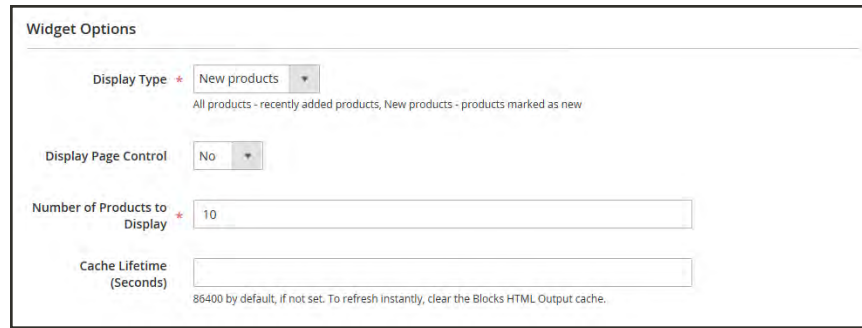 Widget Options
Display Type * New products
All products - recently added products, New products - products marked as new
Display Page Control No
Number of Products to
Display * 10
Cache Lifetime
(Seconds)
86400 by default, if not set. To refresh instantly, clear the Blocks HTML Output cache.